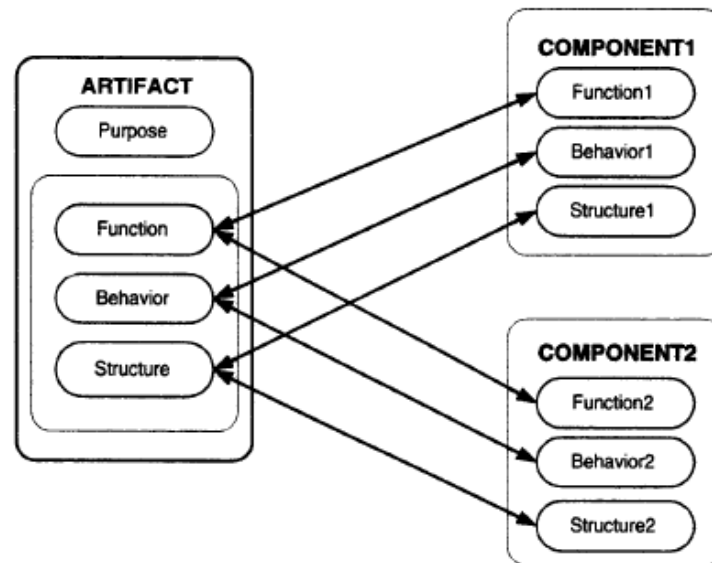 ARTIFACT
Purpose
Function
Behavior
Structure
COMPONENT1
Function1
Behavior1
Structure1
COMPONENT2
Function2
Behavior2
Structure2